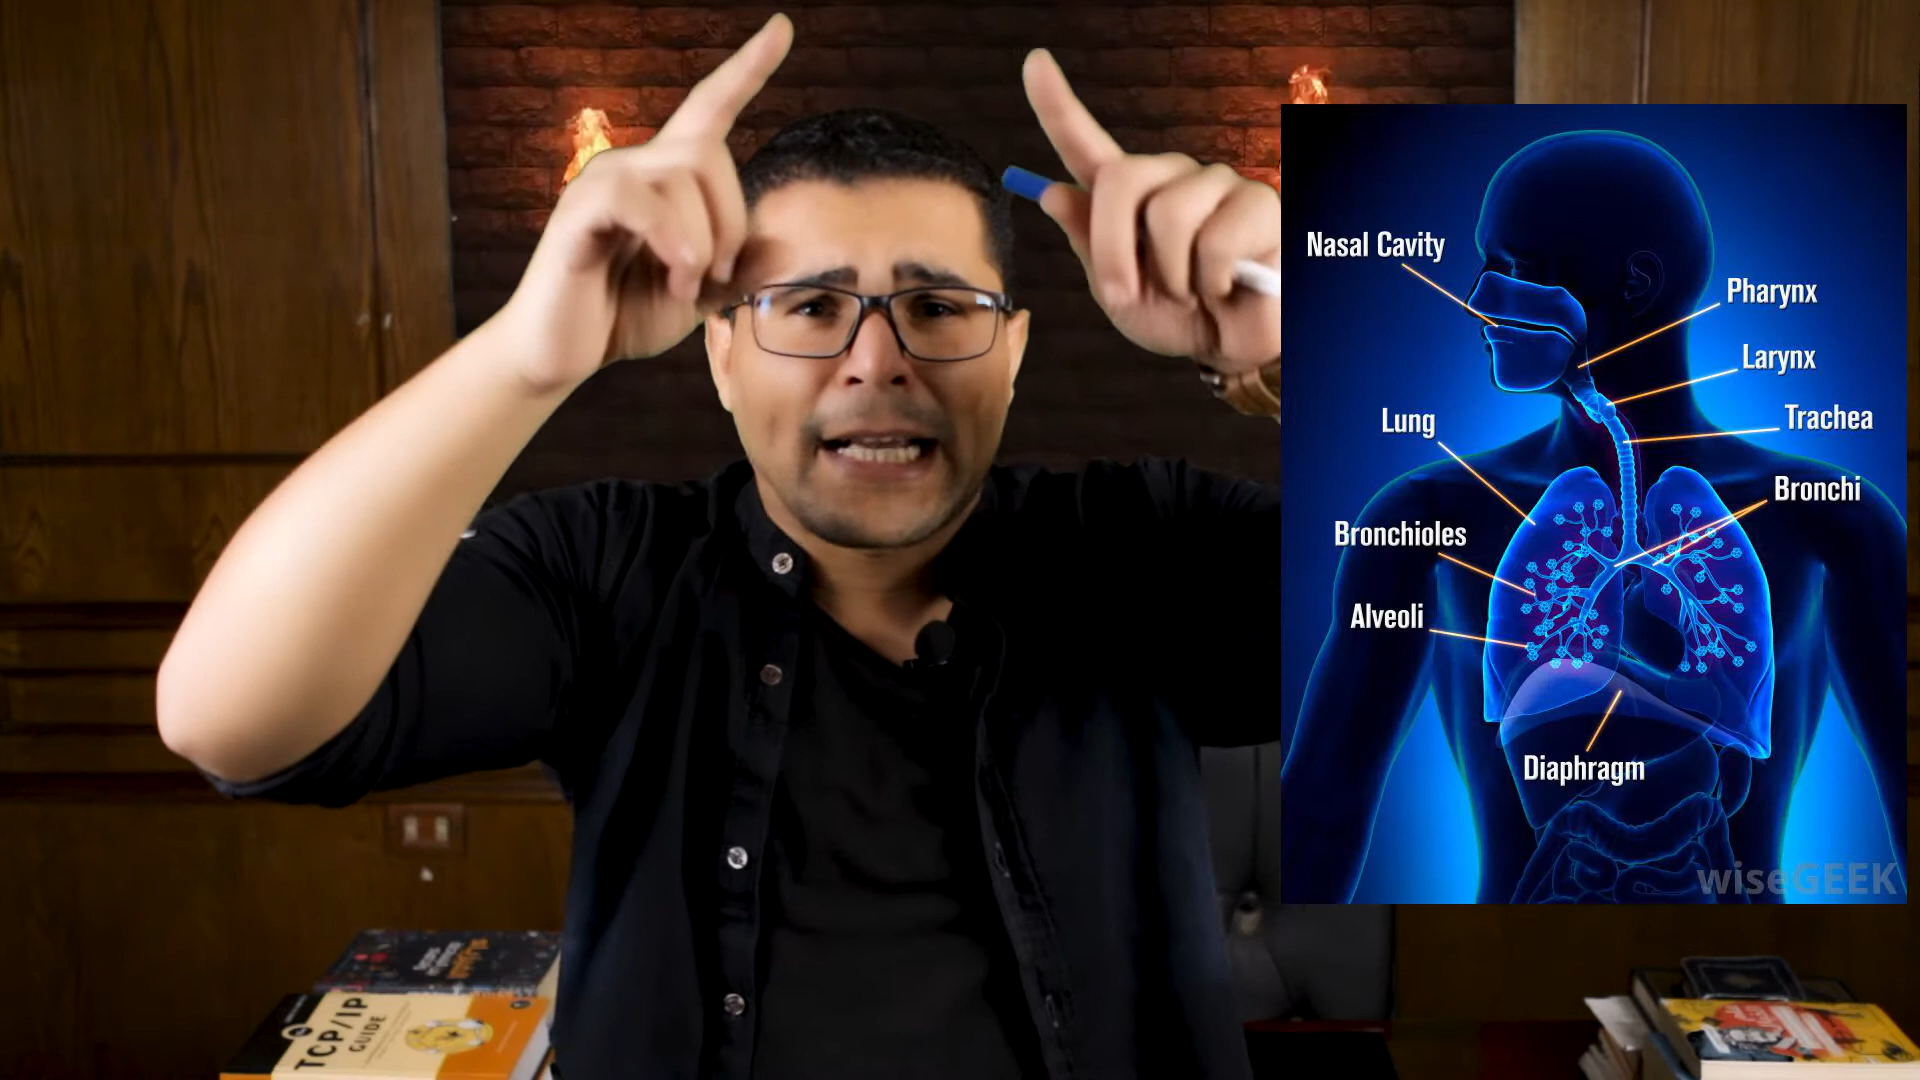 Nasal Cavity
Pharynx
Larynx
Lung
Trachea
Bronchi
Bronchioles
Alveoli
Diaphragm
wiseGEEK
TCP/IP
GUIDE